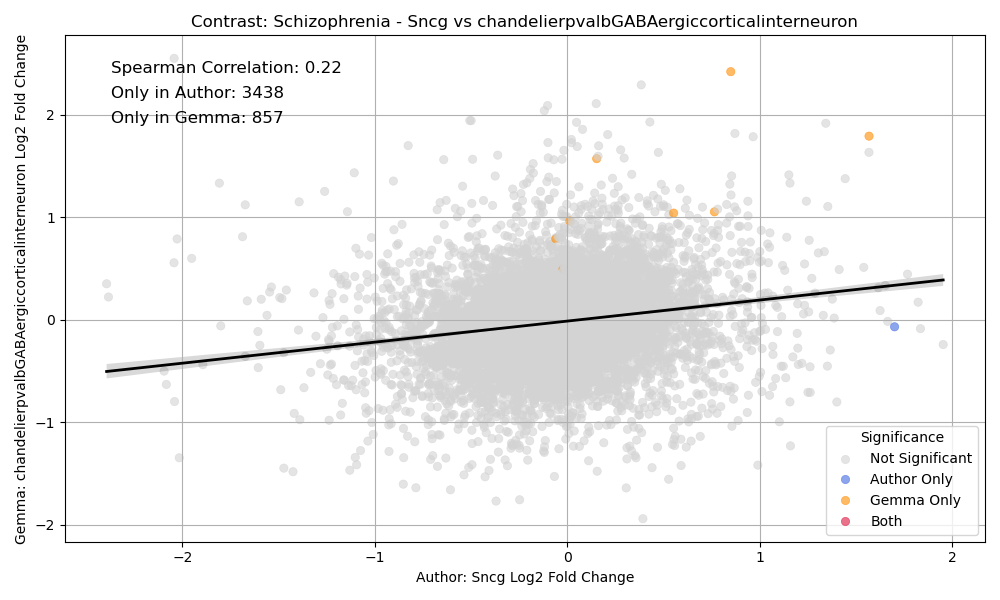 Contrast: Schizophrenia - Sncg vs chandelierpvalbGABAergiccorticalinterneuron
Gemma: chandelierpvalbGABAergiccorticalinterneuron Log2 Fold Change
Spearman Correlation: 0.22
Only in Author: 3438
Only in Gemma: 857
2
1
0
−1
−2
Significance
Not Significant
Author Only
Gemma Only
Both
−2
−1
0
1
2
Author: Sncg Log2 Fold Change